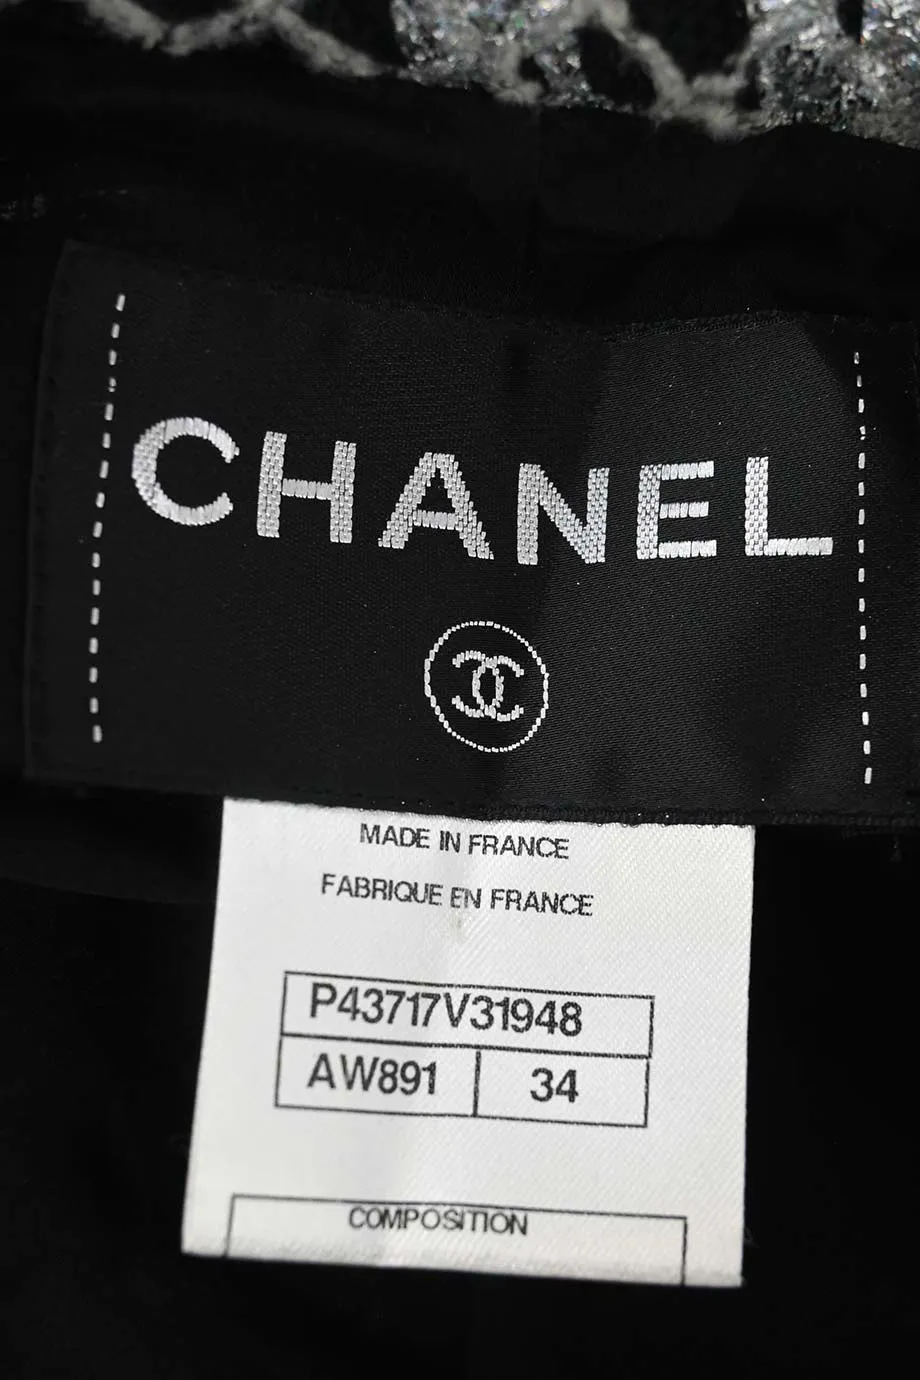 CHANEL
MADE IN FRANCE
FABRIQUE EN FRANCE
P43717V31948
AW891 34
COMPOSITION